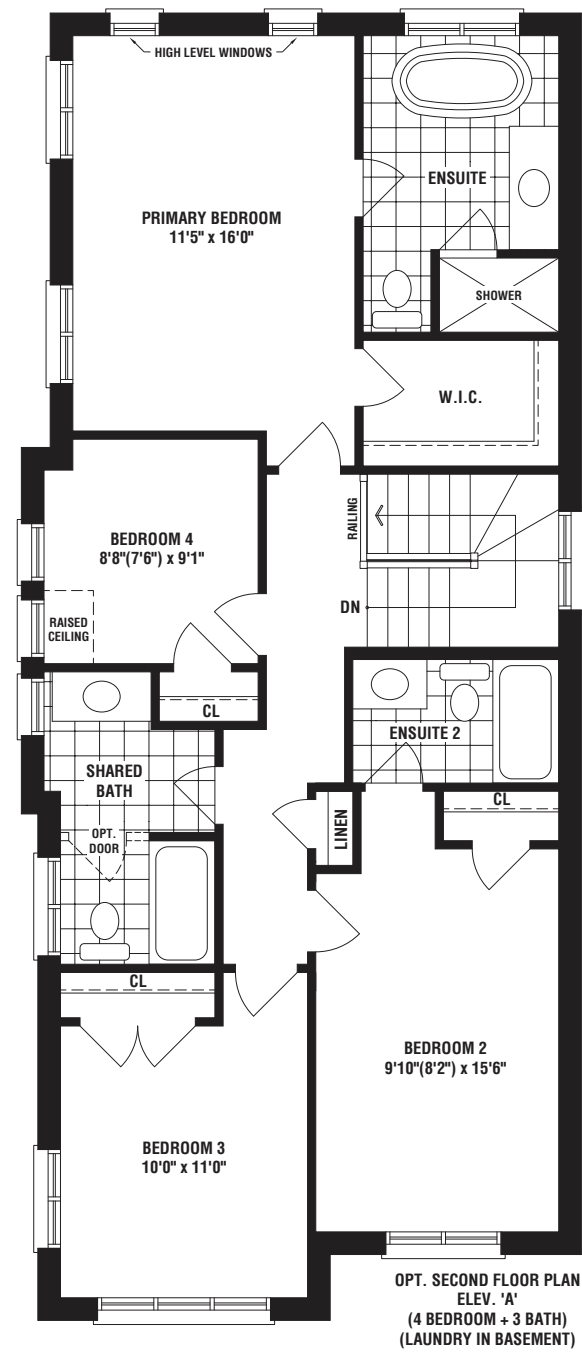 HIGH LEVEL WINDOWS
PRIMARY BEDROOM
11'5" x 16'0"
ENSUITE
SHOWER
W.I.C.
RAILING
BEDROOM 4
8'8"(7'6") x 9'1"
RAISED
CEILING
DN
CL
ENSUITE 2
SHARED
BATH
OPT.
DOOR
LINEN
CL
CL
BEDROOM 2
9'10"(8'2") x 15'6"
BEDROOM 3
10'0" x 11'0"
OPT. SECOND FLOOR PLAN
ELEV. 'A'
(4 BEDROOM + 3 BATH)
(LAUNDRY IN BASEMENT)